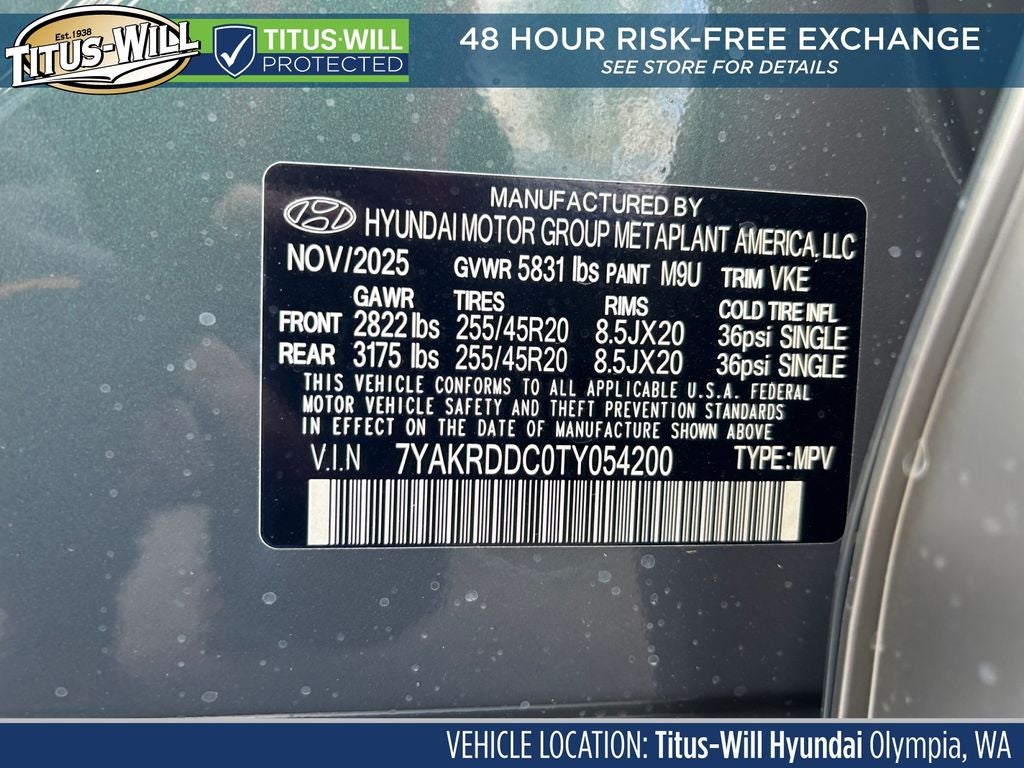 Est. 1938
TITUS-WILL
TITUS-WILL
PROTECTED
48 HOUR RISK-FREE EXCHANGE
SEE STORE FOR DETAILS
MANUFACTURED BY
HYUNDAI MOTOR GROUP METAPLANT AMERICA, LLC
NOV/2025 GVWR 5831 lbs PAINT M9U TRIM VKE
GAWR TIRES RIMS COLD TIRE INFL
FRONT 2822 lbs 255/45R20 8.5JX20 36psi SINGLE
REAR 3175 lbs 255/45R20 8.5JX20 36psi SINGLE
THIS VEHICLE CONFORMS TO ALL APPLICABLE U.S.A. FEDERAL
MOTOR VEHICLE SAFETY AND THEFT PREVENTION STANDARDS
IN EFFECT ON THE DATE OF MANUFACTURE SHOWN ABOVE
V.I.N 7YAKRDDC0TY054200 TYPE:MPV
VEHICLE LOCATION: Titus-Will Hyundai Olympia, WA